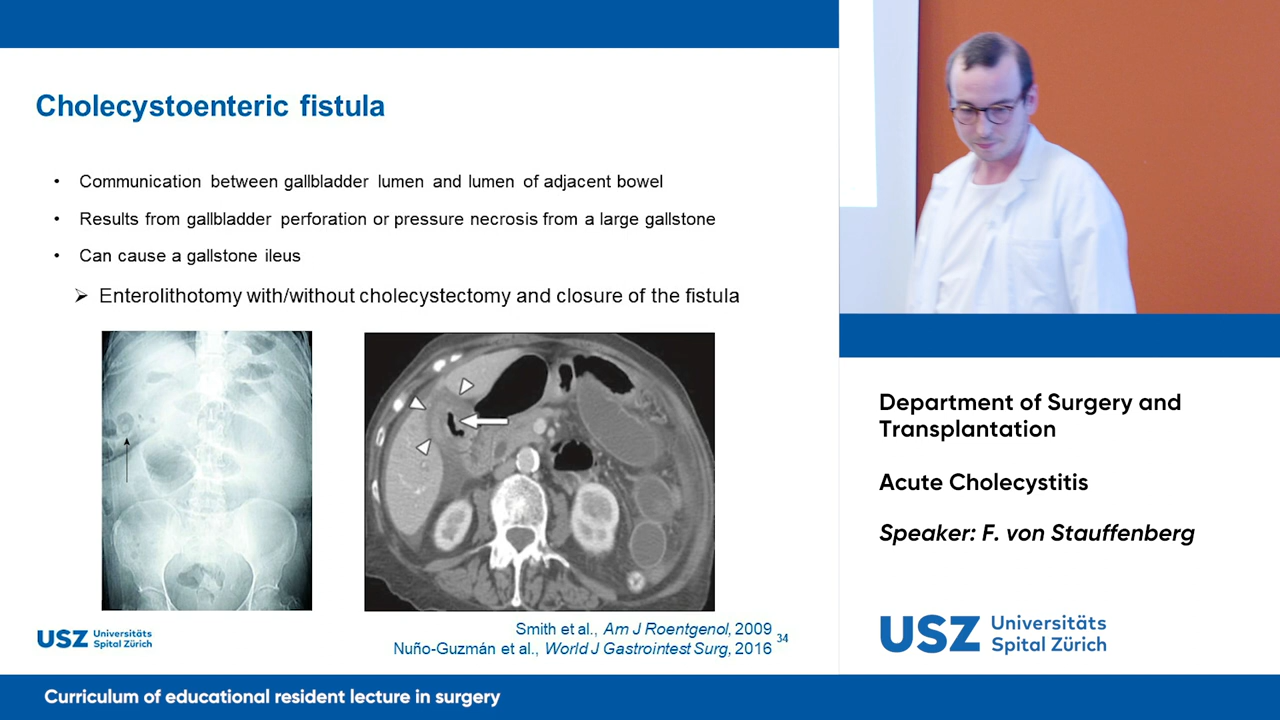 Cholecystoenteric fistula
• Communication between gallbladder lumen and lumen of adjacent bowel
• Results from gallbladder perforation or pressure necrosis from a large gallstone
• Can cause a gallstone ileus
➢ Enterolithotomy with/without cholecystectomy and closure of the fistula
Smith et al., Am J Roentgenol, 2009
Nuño-Guzmán et al., World J Gastrointest Surg, 2016
34
USZ Universitäts
Spital Zürich
Department of Surgery and
Transplantation
Acute Cholecystitis
Speaker: F. von Stauffenberg
USZ Universitäts
Spital Zürich
Curriculum of educational resident lecture in surgery